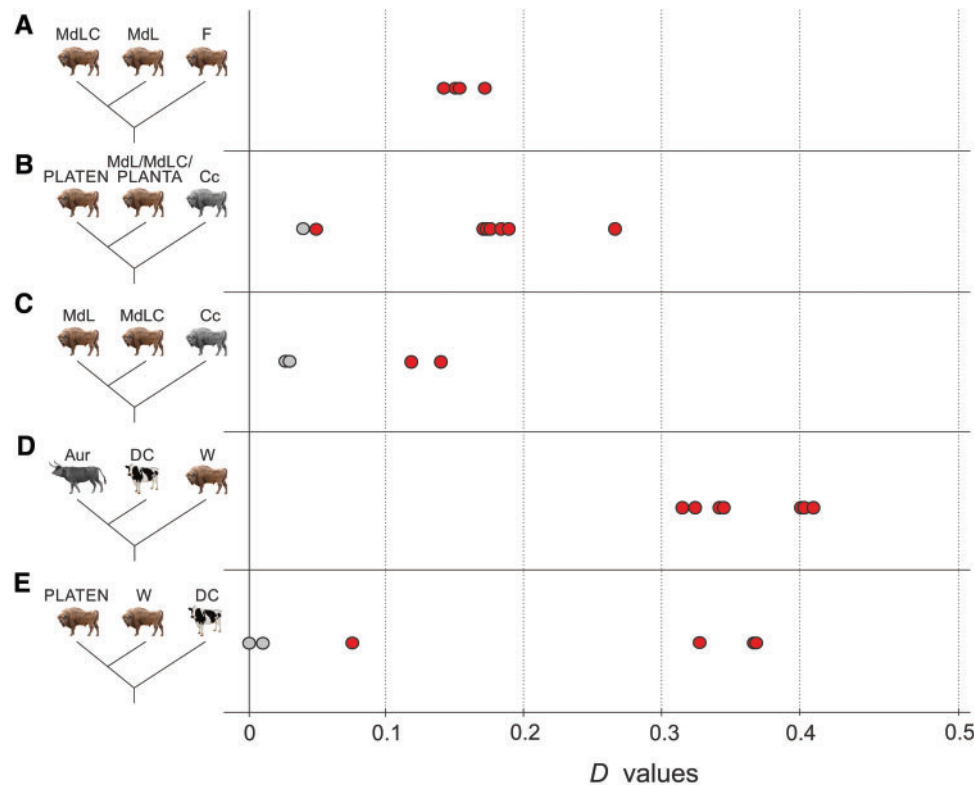 A
MdLC MdL F
B
MdL/MdLC/
PLATEN PLANTA Cc
C
MdL MdLC Cc
D
Aur DC W
E
PLATEN W DC
0 0.1 0.2 0.3 0.4 0.5
D values